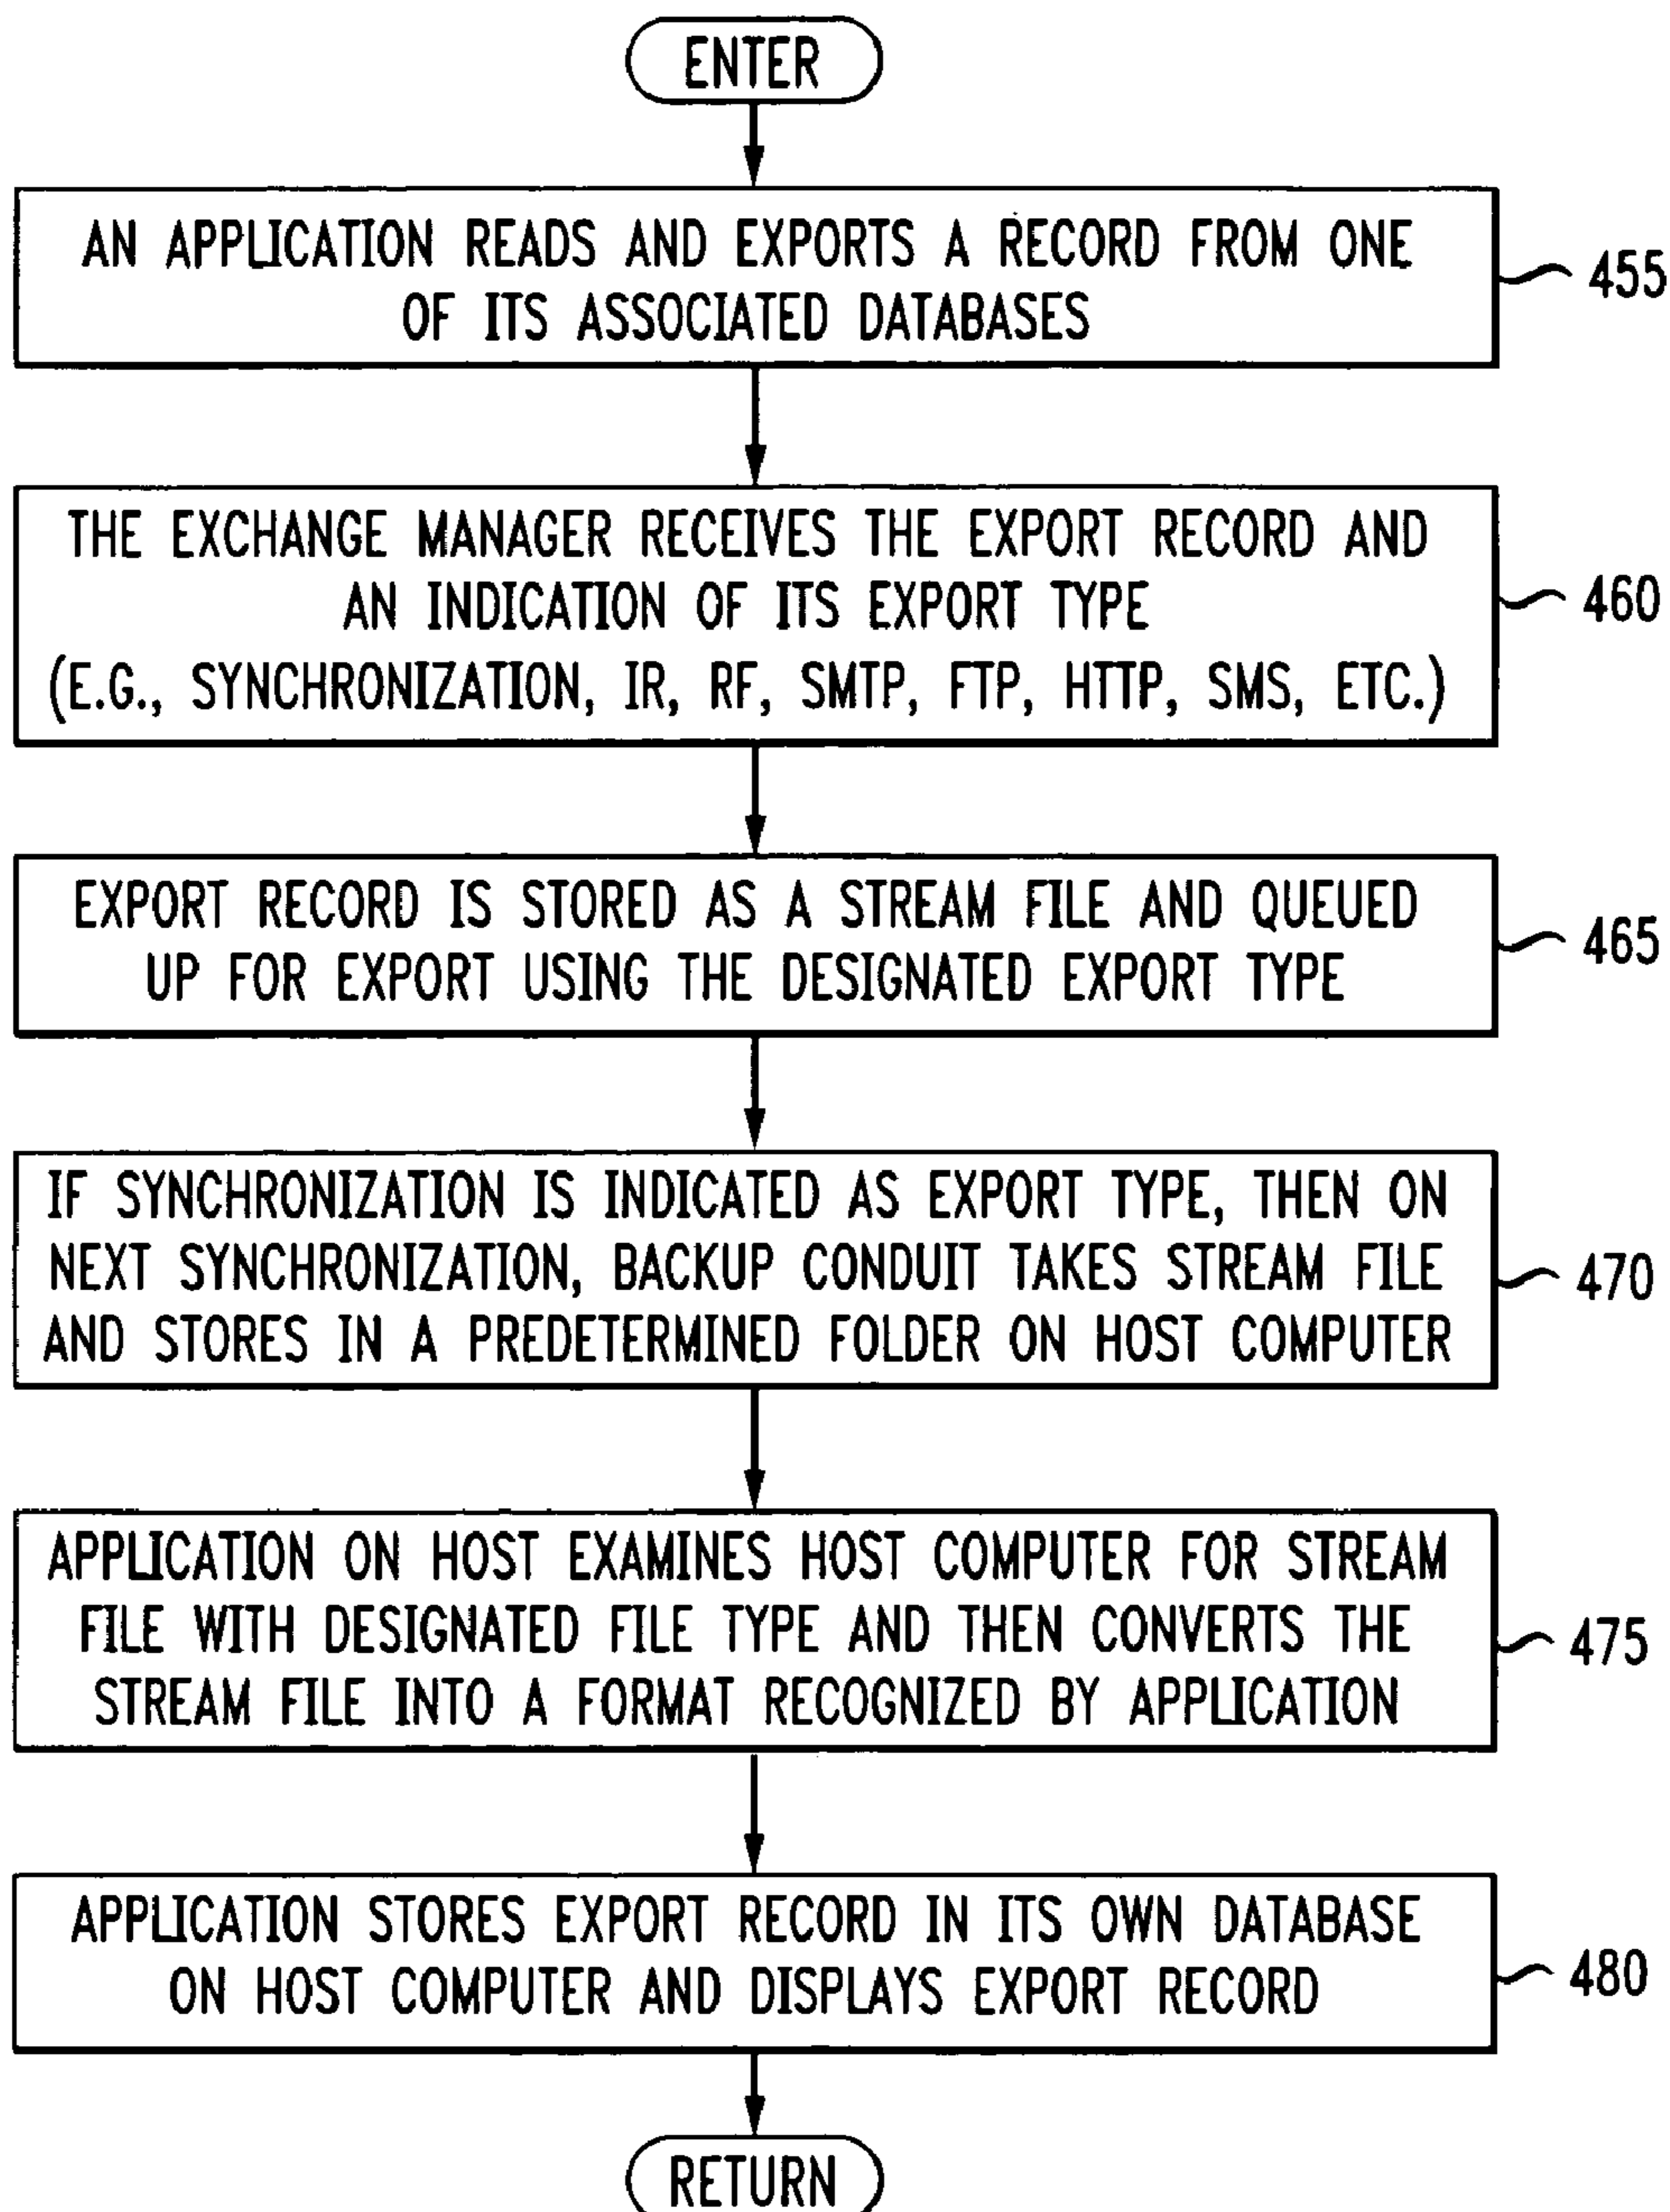 ENTER
AN APPLICATION READS AND EXPORTS A RECORD FROM ONE
OF ITS ASSOCIATED DATABASES
455
THE EXCHANGE MANAGER RECEIVES THE EXPORT RECORD AND
AN INDICATION OF ITS EXPORT TYPE
(E.G., SYNCHRONIZATION, IR, RF, SMTP, FTP, HTTP, SMS, ETC.)
460
EXPORT RECORD IS STORED AS A STREAM FILE AND QUEUED
UP FOR EXPORT USING THE DESIGNATED EXPORT TYPE
465
IF SYNCHRONIZATION IS INDICATED AS EXPORT TYPE, THEN ON
NEXT SYNCHRONIZATION, BACKUP CONDUIT TAKES STREAM FILE
AND STORES IN A PREDETERMINED FOLDER ON HOST COMPUTER
470
APPLICATION ON HOST EXAMINES HOST COMPUTER FOR STREAM
FILE WITH DESIGNATED FILE TYPE AND THEN CONVERTS THE
STREAM FILE INTO A FORMAT RECOGNIZED BY APPLICATION
475
APPLICATION STORES EXPORT RECORD IN ITS OWN DATABASE
ON HOST COMPUTER AND DISPLAYS EXPORT RECORD
480
RETURN